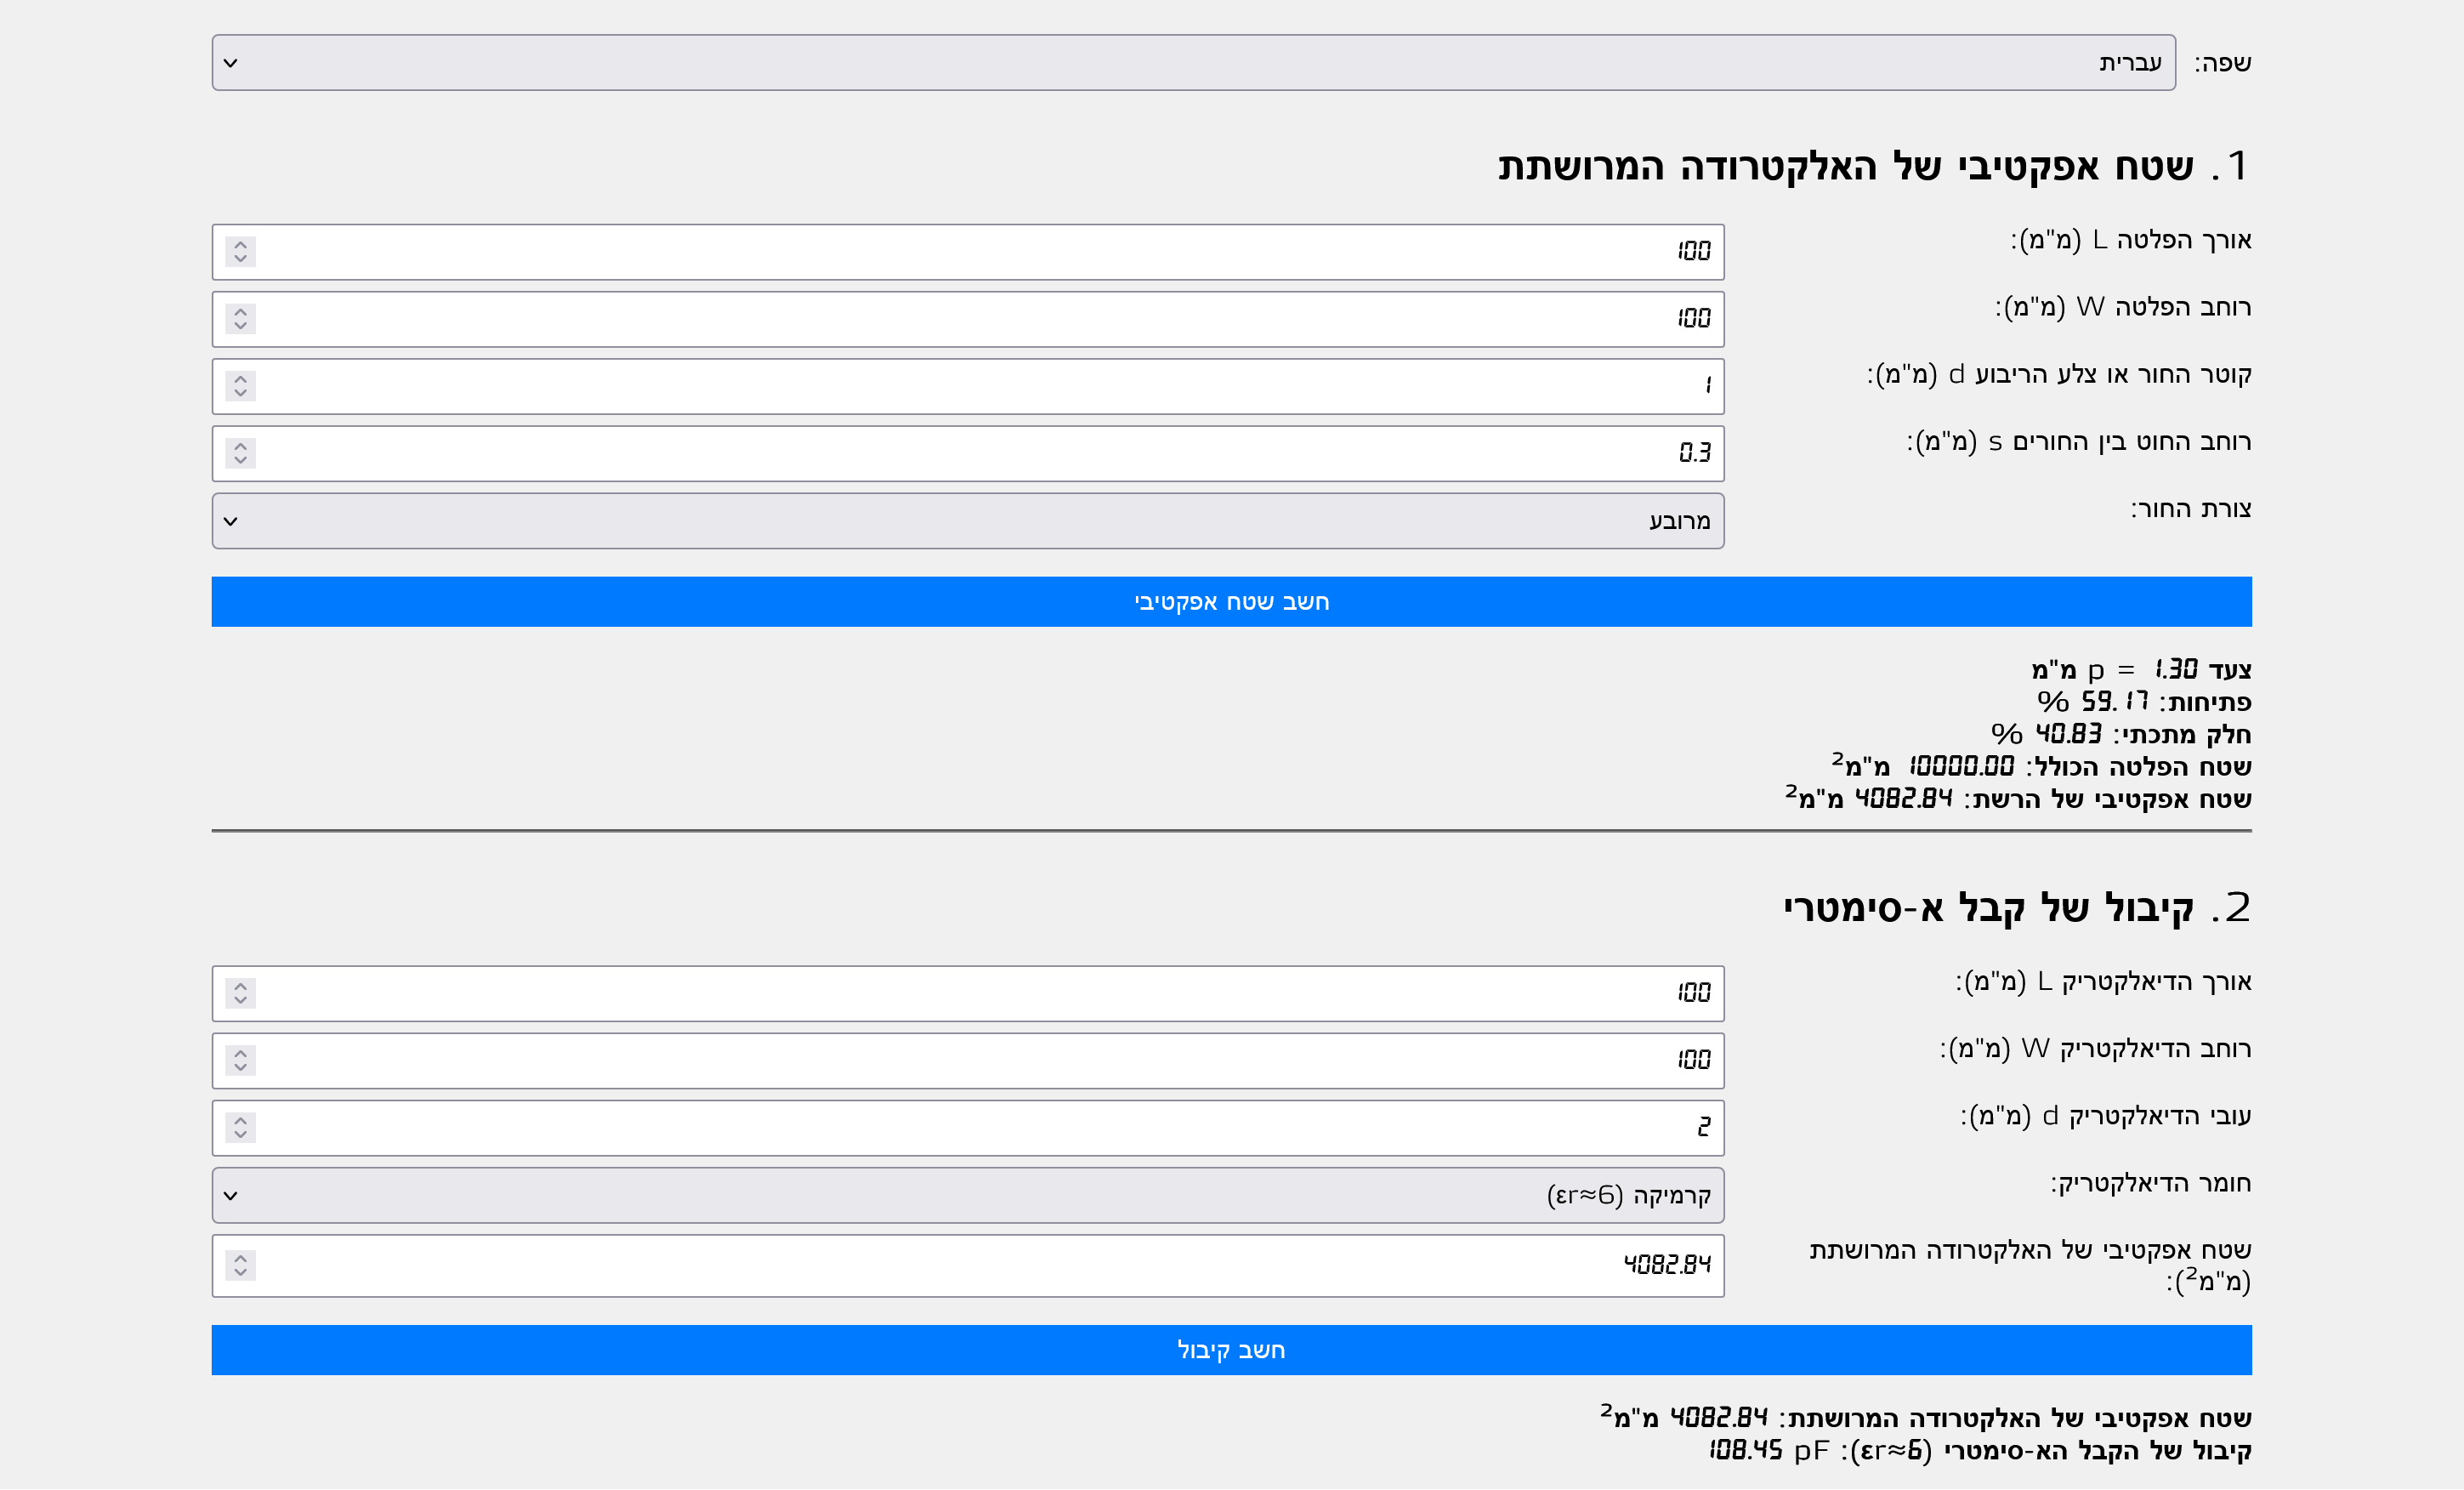 שפה: עברית
1. שטח אפקטיבי של האלקטרודה המרושתת
אורך הפלטה L (מ"מ): 100
רוחב הפלטה W (מ"מ): 100
קוטר החור או צלע הריבוע d (מ"מ): 1
רוחב החוט בין החורים s (מ"מ): 0.3
צורת החור: מרובע
חשב שטח אפקטיבי
צעד p = 1.30 מ"מ
פתיחות: 59.17 %
חלק מתכתי: 40.83 %
שטח הפלטה הכולל: 10000.00 מ"מ²
שטח אפקטיבי של הרשת: 4082.84 מ"מ²
2. קיבול של קבל א-סימטרי
אורך הדיאלקטריק L (מ"מ): 100
רוחב הדיאלקטריק W (מ"מ): 100
עובי הדיאלקטריק d (מ"מ): 2
חומר הדיאלקטריק: קרמיקה (εr≈6)
שטח אפקטיבי של האלקטרודה המרושתת
(מ"מ²): 4082.84
חשב קיבול
שטח אפקטיבי של האלקטרודה המרושתת: 4082.84 מ"מ²
קיבול של הקבל הא-סימטרי (εr≈6): 108.45 pF